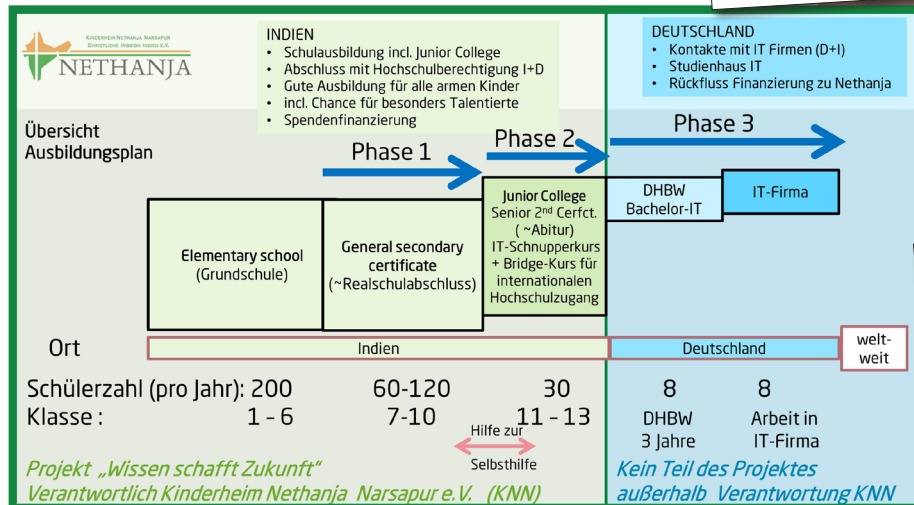 KINDERHEIM NETHANJA NARSAPUR
CHRISTLICHE MISSION INDIEN E.V.
NETHANJA
INDIEN
• Schulausbildung incl. Junior College
• Abschluss mit Hochschulberechtigung I+D
• Gute Ausbildung für alle armen Kinder
• incl. Chance für besonders Talentierte
• Spendenfinanzierung
DEUTSCHLAND
• Kontakte mit IT Firmen (D+I)
• Studienhaus IT
• Rückfluss Finanzierung zu Nethanja
Übersicht
Ausbildungsplan
Phase 1
Phase 2
Phase 3
Elementary school
(Grundschule)
General secondary
certificate
(~Realschulabschluss)
Junior College
Senior 2nd Cerfct.
( ~Abitur)
IT-Schnupperkurs
+ Bridge-Kurs für
internationalen
Hochschulzugang
DHBW
Bachelor-IT
IT-Firma
Ort
Indien
Deutschland
welt-
weit
Schülerzahl (pro Jahr): 200 60-120 30 8 8
Klasse : 1 – 6 7-10 11 – 13
DHBW
3 Jahre
Arbeit in
IT-Firma
Hilfe zur
Selbsthilfe
Projekt „Wissen schafft Zukunft“
Verantwortlich Kinderheim Nethanja Narsapur e.V. (KNN)
Kein Teil des Projektes
außerhalb Verantwortung KNN